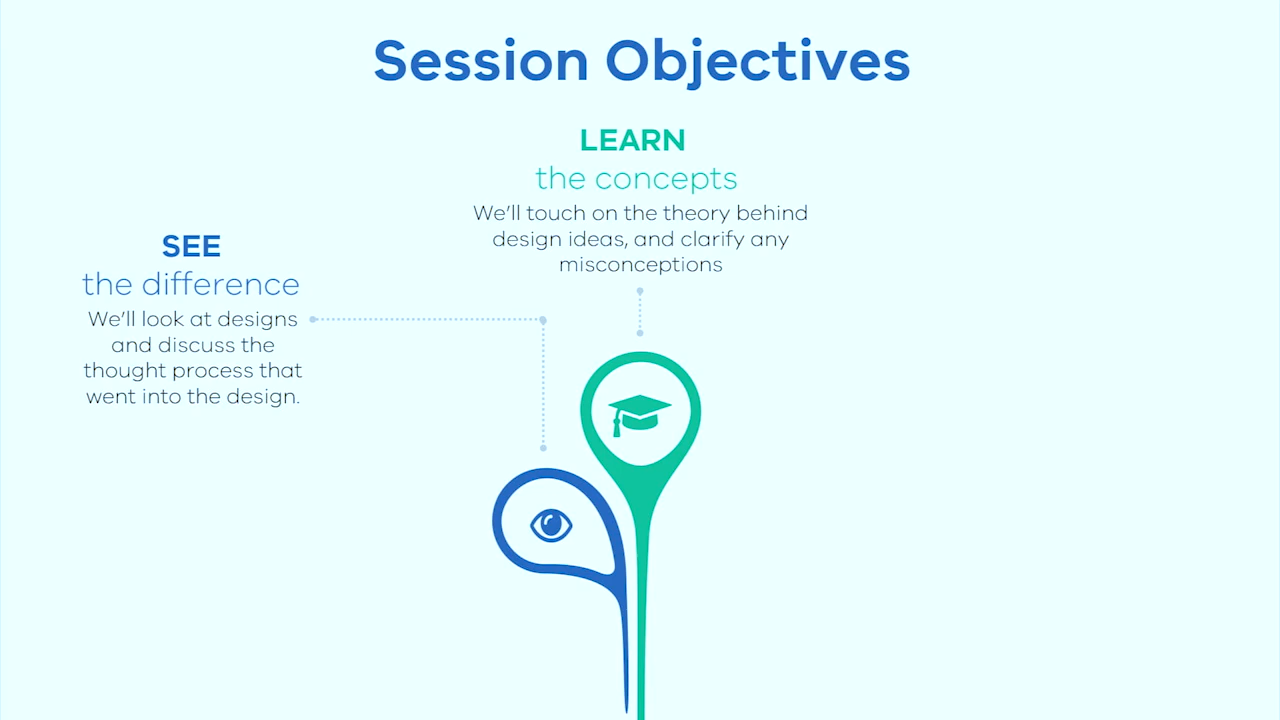 Session Objectives
LEARN
the concepts
We'll touch on the theory behind
design ideas, and clarify any
misconceptions
SEE
the difference
We'll look at designs
and discuss the
thought process that
went into the design.